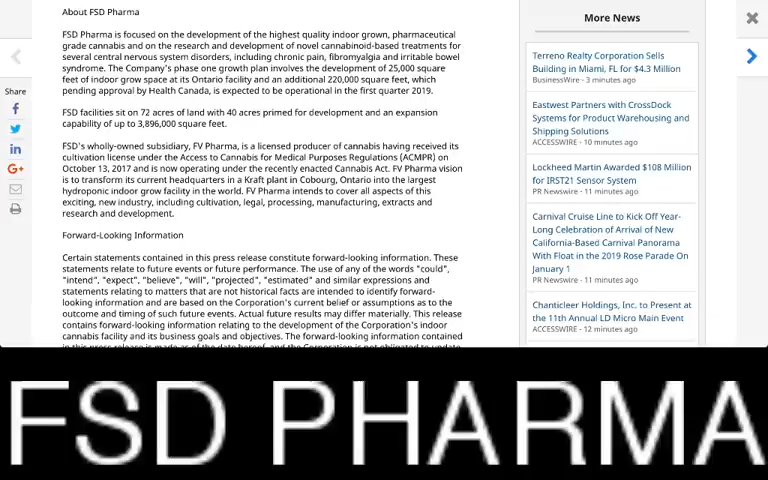 About FSD Pharma
FSD Pharma is focused on the development of the highest quality indoor grown, pharmaceutical
grade cannabis and on the research and development of novel cannabinoid-based treatments for
several central nervous system disorders, including chronic pain, fibromyalgia and irritable bowel
syndrome. The Company's phase one growth plan involves the development of 25,000 square
feet of indoor grow space at its Ontario facility and an additional 220,000 square feet, which
pending approval by Health Canada, is expected to be operational in the first quarter 2019.
FSD facilities sit on 72 acres of land with 40 acres primed for development and an expansion
capability of up to 3,896,000 square feet.
FSD's wholly-owned subsidiary, FV Pharma, is a licensed producer of cannabis having received its
cultivation license under the Access to Cannabis for Medical Purposes Regulations (ACMPR) on
October 13, 2017 and is now operating under the recently enacted Cannabis Act. FV Pharma vision
is to transform its current headquarters in a Kraft plant in Cobourg, Ontario into the largest
hydroponic indoor grow facility in the world. FV Pharma intends to cover all aspects of this
exciting, new industry, including cultivation, legal, processing, manufacturing, extracts and
research and development.
Forward-Looking Information
Certain statements contained in this press release constitute forward-looking information. These
statements relate to future events or future performance. The use of any of the words "could",
"intend", "expect", "believe", "will", "projected", "estimated" and similar expressions and
statements relating to matters that are not historical facts are intended to identify forward-
looking information and are based on the Corporation's current belief or assumptions as to the
outcome and timing of such future events. Actual future results may differ materially. This release
contains forward-looking information relating to the development of the Corporation's indoor
cannabis facility and its business goals and objectives. The forward-looking information contained
in this press release is made as of the date hereof, and the Corporation is not obligated to update
Share
f
in
G+
More News
Terreno Realty Corporation Sells
Building in Miami, FL for $4.3 Million
BusinessWire - 3 minutes ago
Eastwest Partners with CrossDock
Systems for Product Warehousing and
Shipping Solutions
ACCESSWIRE - 10 minutes ago
Lockheed Martin Awarded $108 Million
for IRST21 Sensor System
PR Newswire - 11 minutes ago
Carnival Cruise Line to Kick Off Year-
Long Celebration of Arrival of New
California-Based Carnival Panorama
With Float in the 2019 Rose Parade On
January 1
PR Newswire - 11 minutes ago
Chanticleer Holdings, Inc. to Present at
the 11th Annual LD Micro Main Event
ACCESSWIRE - 12 minutes ago
FSD PHARMA